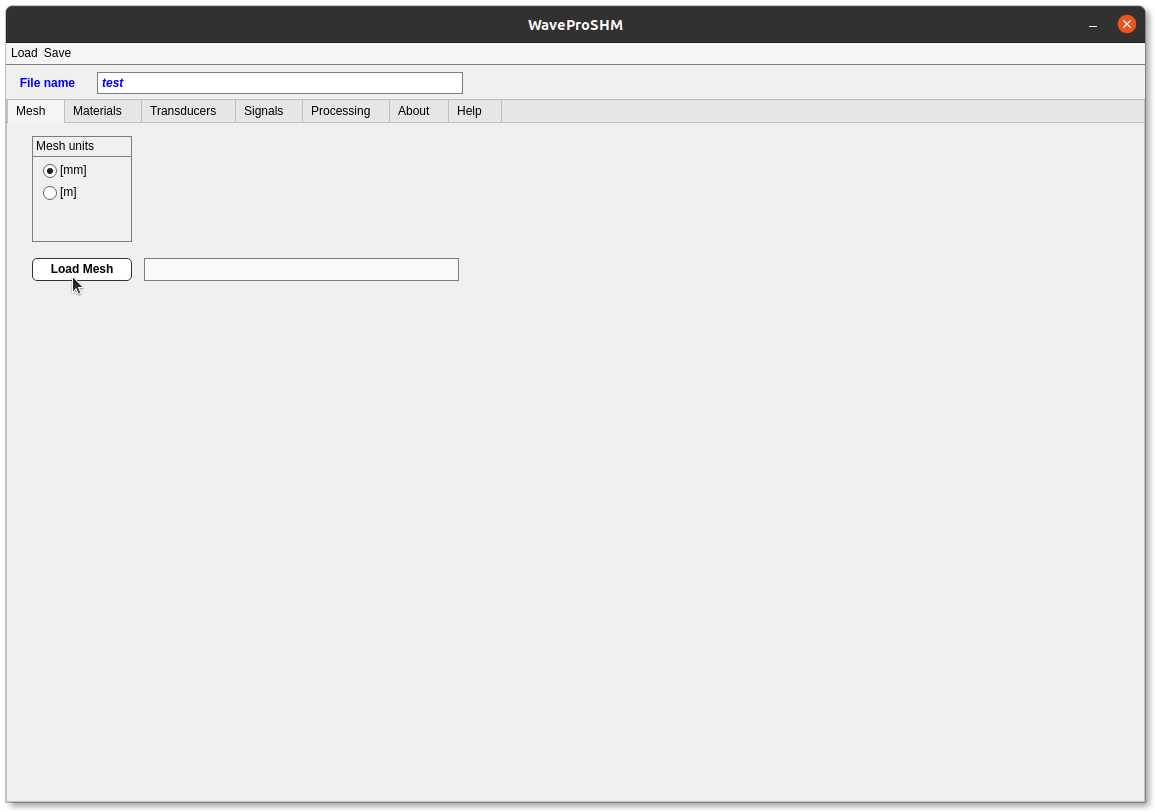 WaveProSHM
Load Save
File name test
Mesh Materials Transducers Signals Processing About Help
Mesh units
[mm]
[m]
Load Mesh